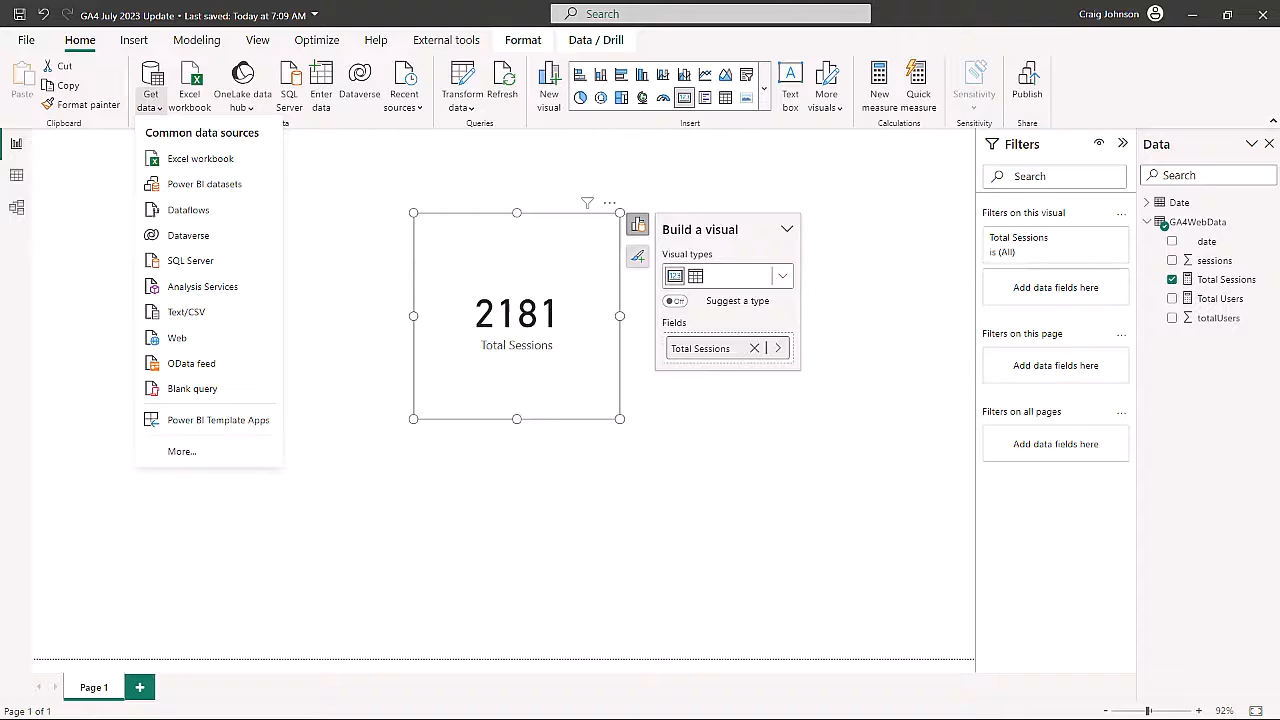 GA4 July 2023 Update • Last saved: Today at 7:09 AM
Search
Craig Johnson
File
Home
Insert
Modeling
View
Optimize
Help
External tools
Format
Data / Drill
Paste
Cut
Copy
Format painter
Clipboard
Get data
Excel workbook
OneLake data hub
SQL Server
Enter data
Dataverse
Recent sources
ta
Transform data
Refresh
Queries
New visual
Text box
More visuals
Insert
New measure
Quick measure
Calculations
Sensitivity
Sensitivity
Publish
Share
Common data sources
Excel workbook
Power BI datasets
Dataflows
Dataverse
SQL Server
Analysis Services
Text/CSV
Web
OData feed
Blank query
Power BI Template Apps
More...
2181
Total Sessions
Build a visual
Visual types
123
Off
Suggest a type
Fields
Total Sessions
Filters
Search
Filters on this visual
Total Sessions
is (All)
Add data fields here
Filters on this page
Add data fields here
Filters on all pages
Add data fields here
Data
Search
Date
GA4WebData
date
sessions
Total Sessions
Total Users
totalUsers
Page 1
Page 1 of 1
92%